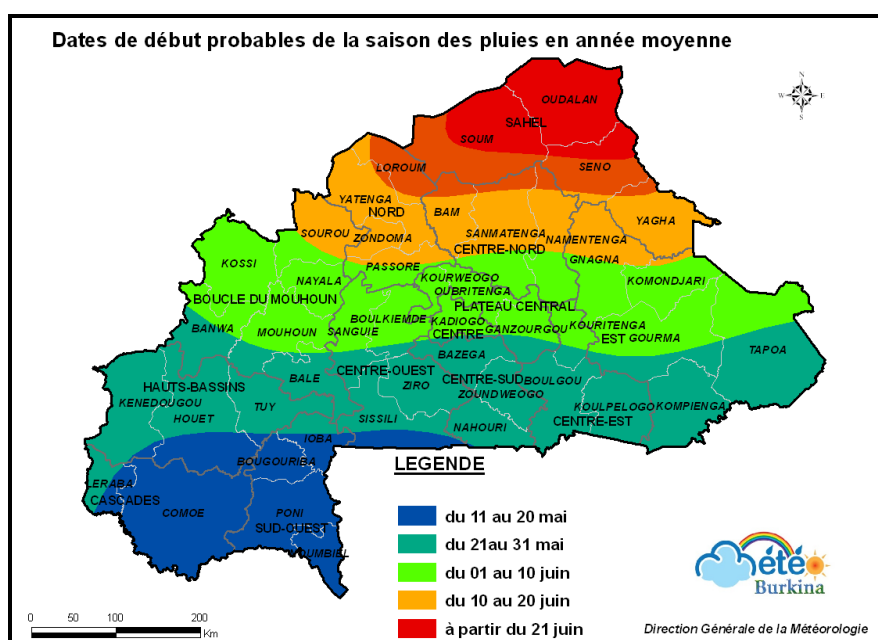 Dates de début probables de la saison des pluies en année moyenne
N
W E
S
OUDALAN
SAHEL
SOUM
LOROUM
SENO
YATENGA
NORD
BAM
YAGHA
SOUROU
ZONDOMA
SANMATENGA
NAMENTENGA
CENTRE-NORD
GNAGNA
KOSSI
PASSORE
NAYALA
KOURWEOGO
KOMONDJARI
OUBRITENGA
BOUCLE DU MOUHOUN
PLATEAU CENTRAL
BOULKIEMDE
BANWA
MOUHOUN
SANGUIE
KADIOGO
CENTRE
GANZOURGOU
KOURITENGA
EST
GOURMA
TAPOA
BAZEGA
HAUTS-BASSINS
BALE
CENTRE-OUEST
ZIRO
CENTRE-SUD
BOULGOU
KENEDOUGOU
HOUET
TUY
ZOUNDWEOGO
KOULPELOGO
KOMPIENGA
SISSILI
NAHOURI
CENTRE-EST
IOBA
BOUGOURIBA
LERABA
CASCADES
COMOE
PONI
SUD-OUEST
LEGENDE
du 11 au 20 mai
du 21au 31 mai
du 01 au 10 juin
du 10 au 20 juin
à partir du 21 juin
0 50 100 200
Km
Météo
Burkina
Direction Générale de la Météorologie